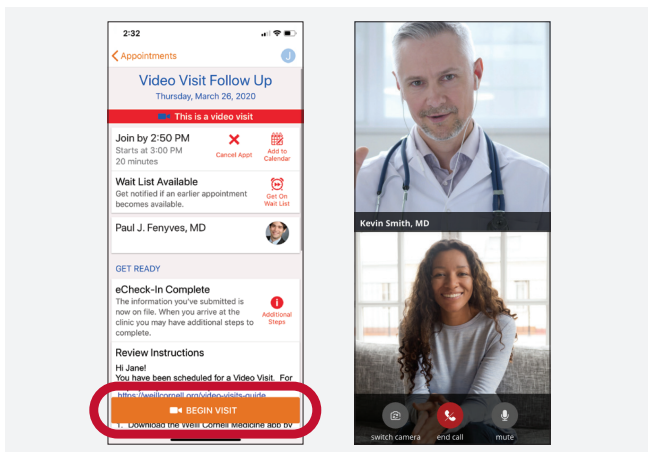 2:32
Appointments
J
Video Visit Follow Up
Thursday, March 26, 2020
This is a video visit
Join by 2:50 PM
Starts at 3:00 PM
20 minutes
Cancel Appt
Add to
Calendar
Wait List Available
Get notified if an earlier appointment
becomes available.
Get On
Wait List
Paul J. Fenyves, MD
GET READY
eCheck-In Complete
The information you've submitted is
now on file. When you arrive at the
clinic you may have additional steps to
complete.
Additional
Steps
Review Instructions
Hi Jane!
You have been scheduled for a Video Visit. For
https://weillcornell.org/video-visits-guide
BEGIN VISIT
1. Download the Weill Cornell Medicine app by
Kevin Smith, MD
switch camera
end call
mute